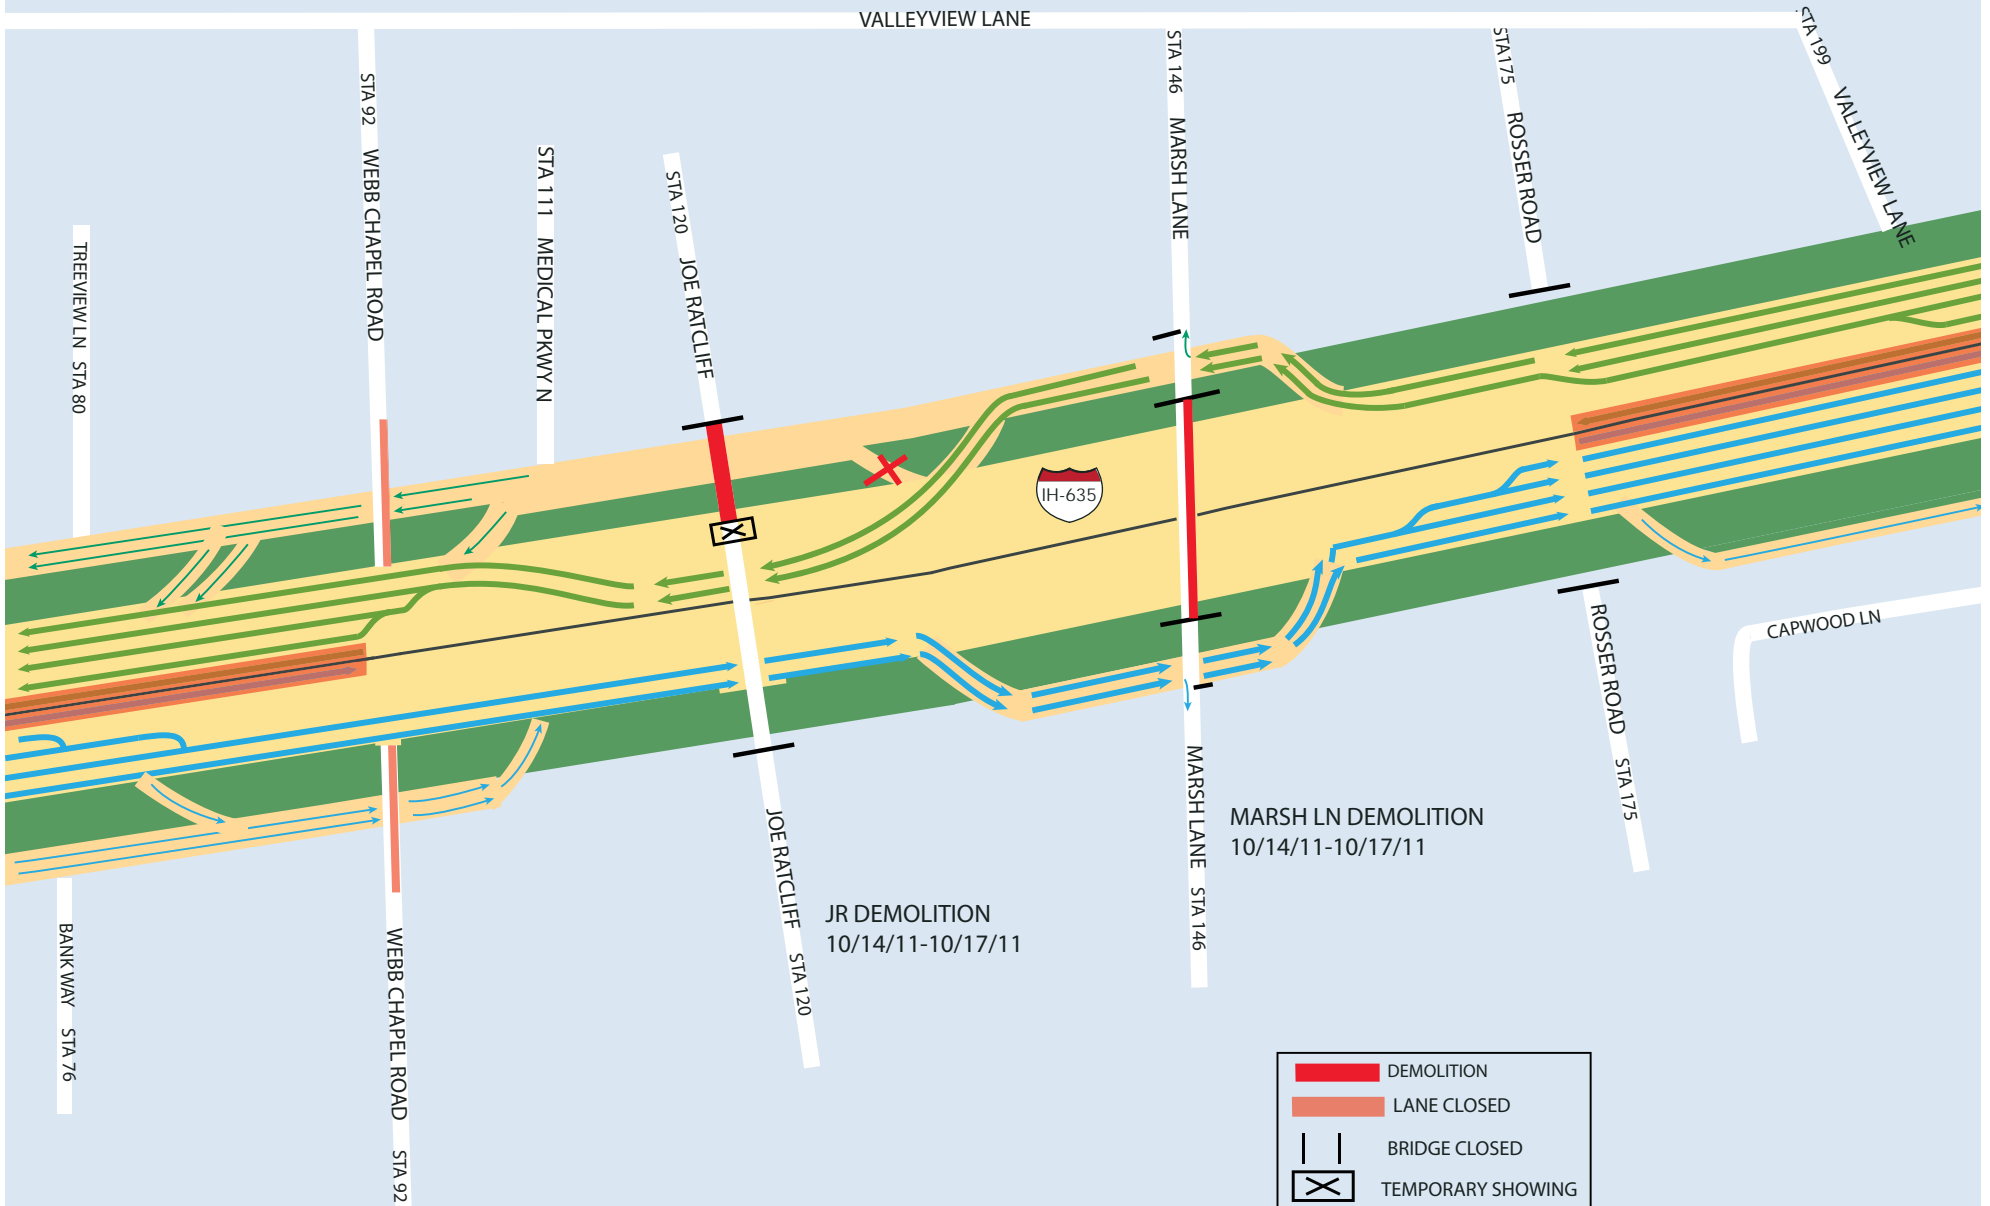 VALLEYVIEW LANE
STA 199 VALLEYVIEW LANE
STA 92 WEBB CHAPEL ROAD
STA 146 MARSH LANE
STA175 ROSSER ROAD
STA 111 MEDICAL PKWY N
STA 120 JOE RATCLIFF
TREEVIEW LN STA 80
IH-635
CAPWOOD LN
ROSSER ROAD STA 175
MARSH LANE STA 146
MARSH LN DEMOLITION
10/14/11-10/17/11
JOE RATCLIFF STA 120
JR DEMOLITION
10/14/11-10/17/11
BANK WAY STA 76
WEBB CHAPEL ROAD STA 92
DEMOLITION
LANE CLOSED
BRIDGE CLOSED
TEMPORARY SHOWING